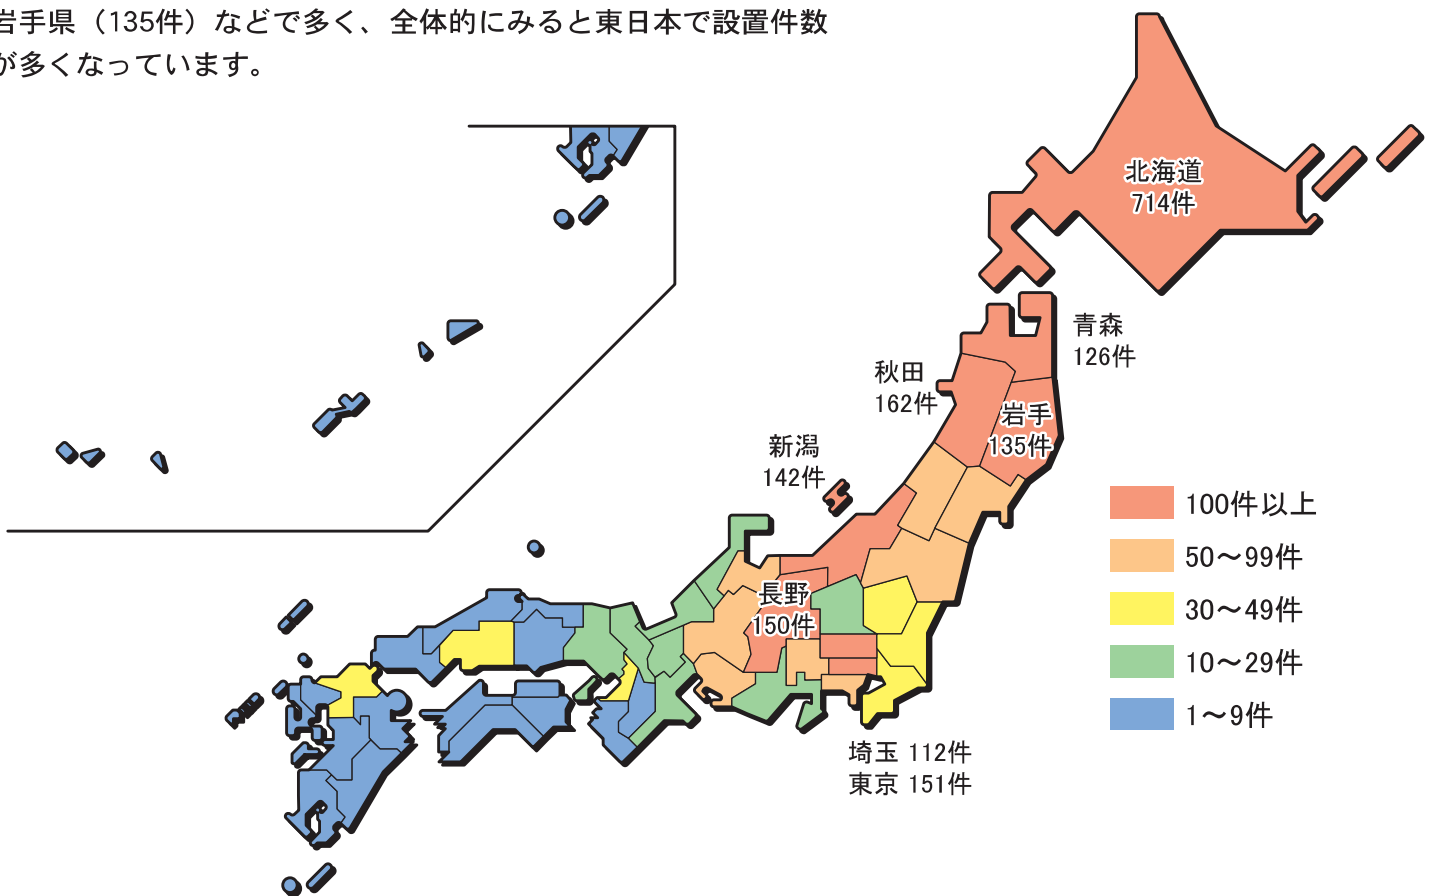 岩手県（135件）などで多く、全体的にみると東日本で設置件数
が多くなっています。
北海道
714件
青森
126件
秋田
162件
岩手
135件
新潟
142件
長野
150件
埼玉 112件
東京 151件
100件以上
50～99件
30～49件
10～29件
1～9件